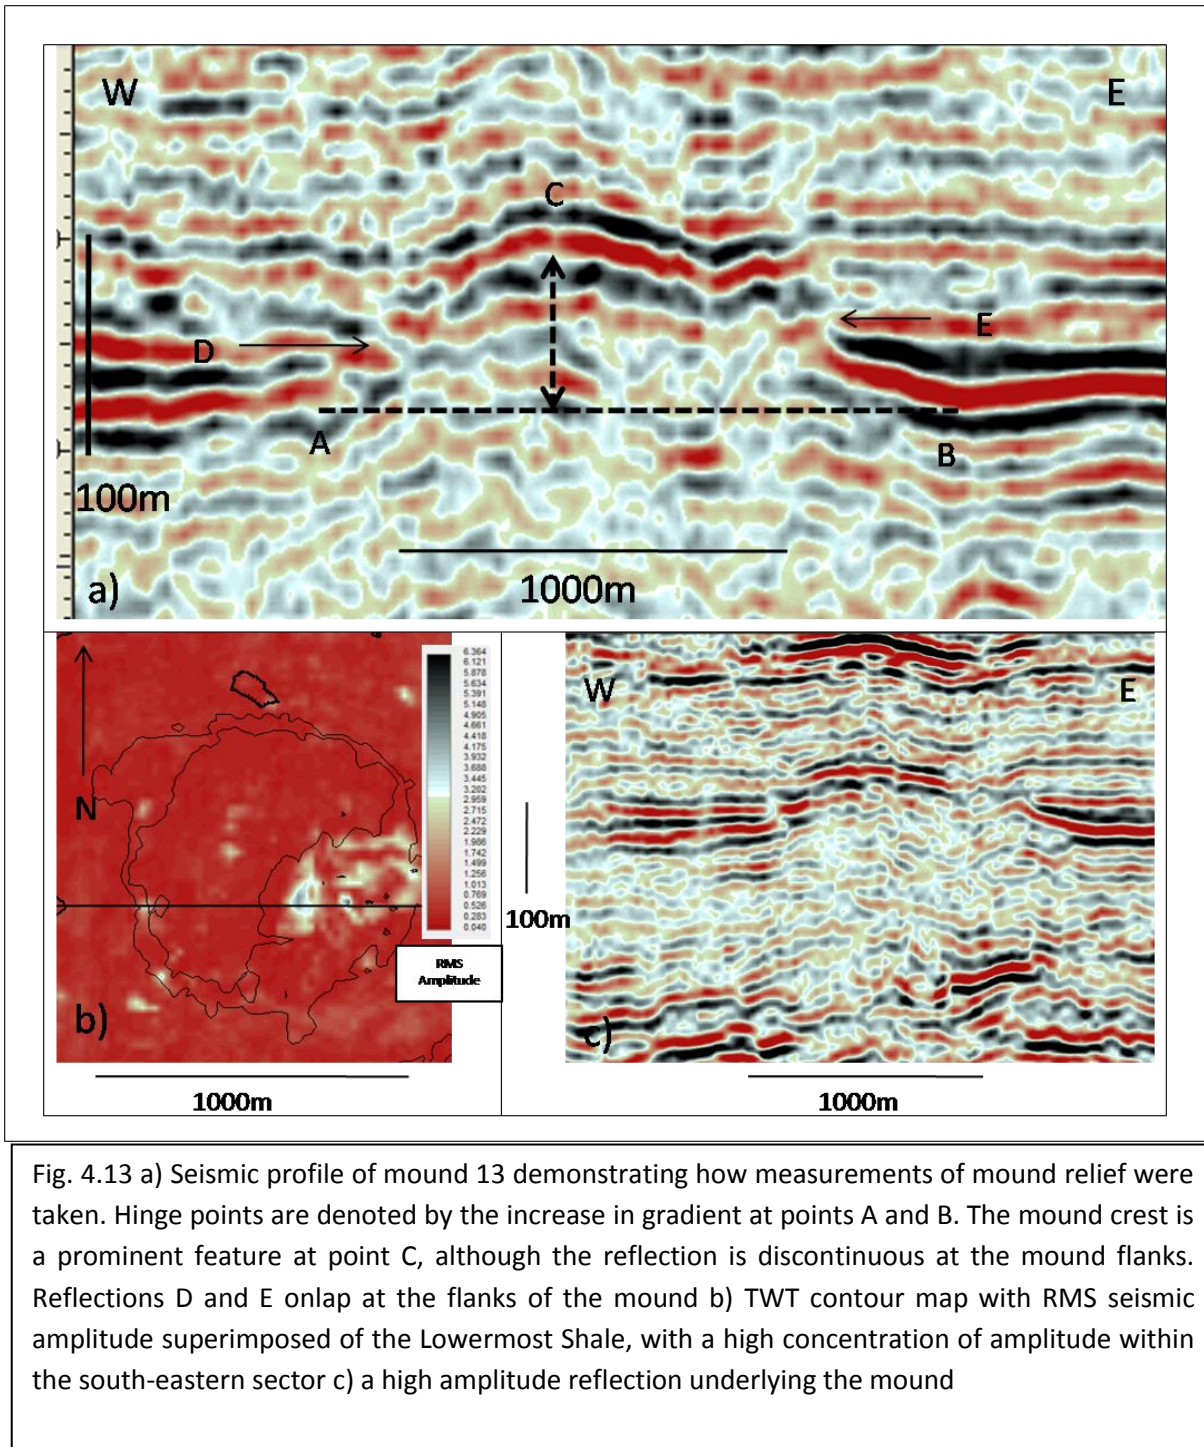 W
E
C
D
E
A
B
100m
1000m
a)
N
b)
6.364
6.121
5.878
5.634
5.391
5.148
4.905
4.661
4.418
4.175
3.932
3.688
3.445
3.202
2.959
2.715
2.472
2.229
1.986
1.742
1.499
1.256
1.013
0.769
0.526
0.283
0.040
RMS
Amplitude
1000m
W
E
100m
c)
1000m
Fig. 4.13 a) Seismic profile of mound 13 demonstrating how measurements of mound relief were
taken. Hinge points are denoted by the increase in gradient at points A and B. The mound crest is
a prominent feature at point C, although the reflection is discontinuous at the mound flanks.
Reflections D and E onlap at the flanks of the mound b) TWT contour map with RMS seismic
amplitude superimposed of the Lowermost Shale, with a high concentration of amplitude within
the south-eastern sector c) a high amplitude reflection underlying the mound